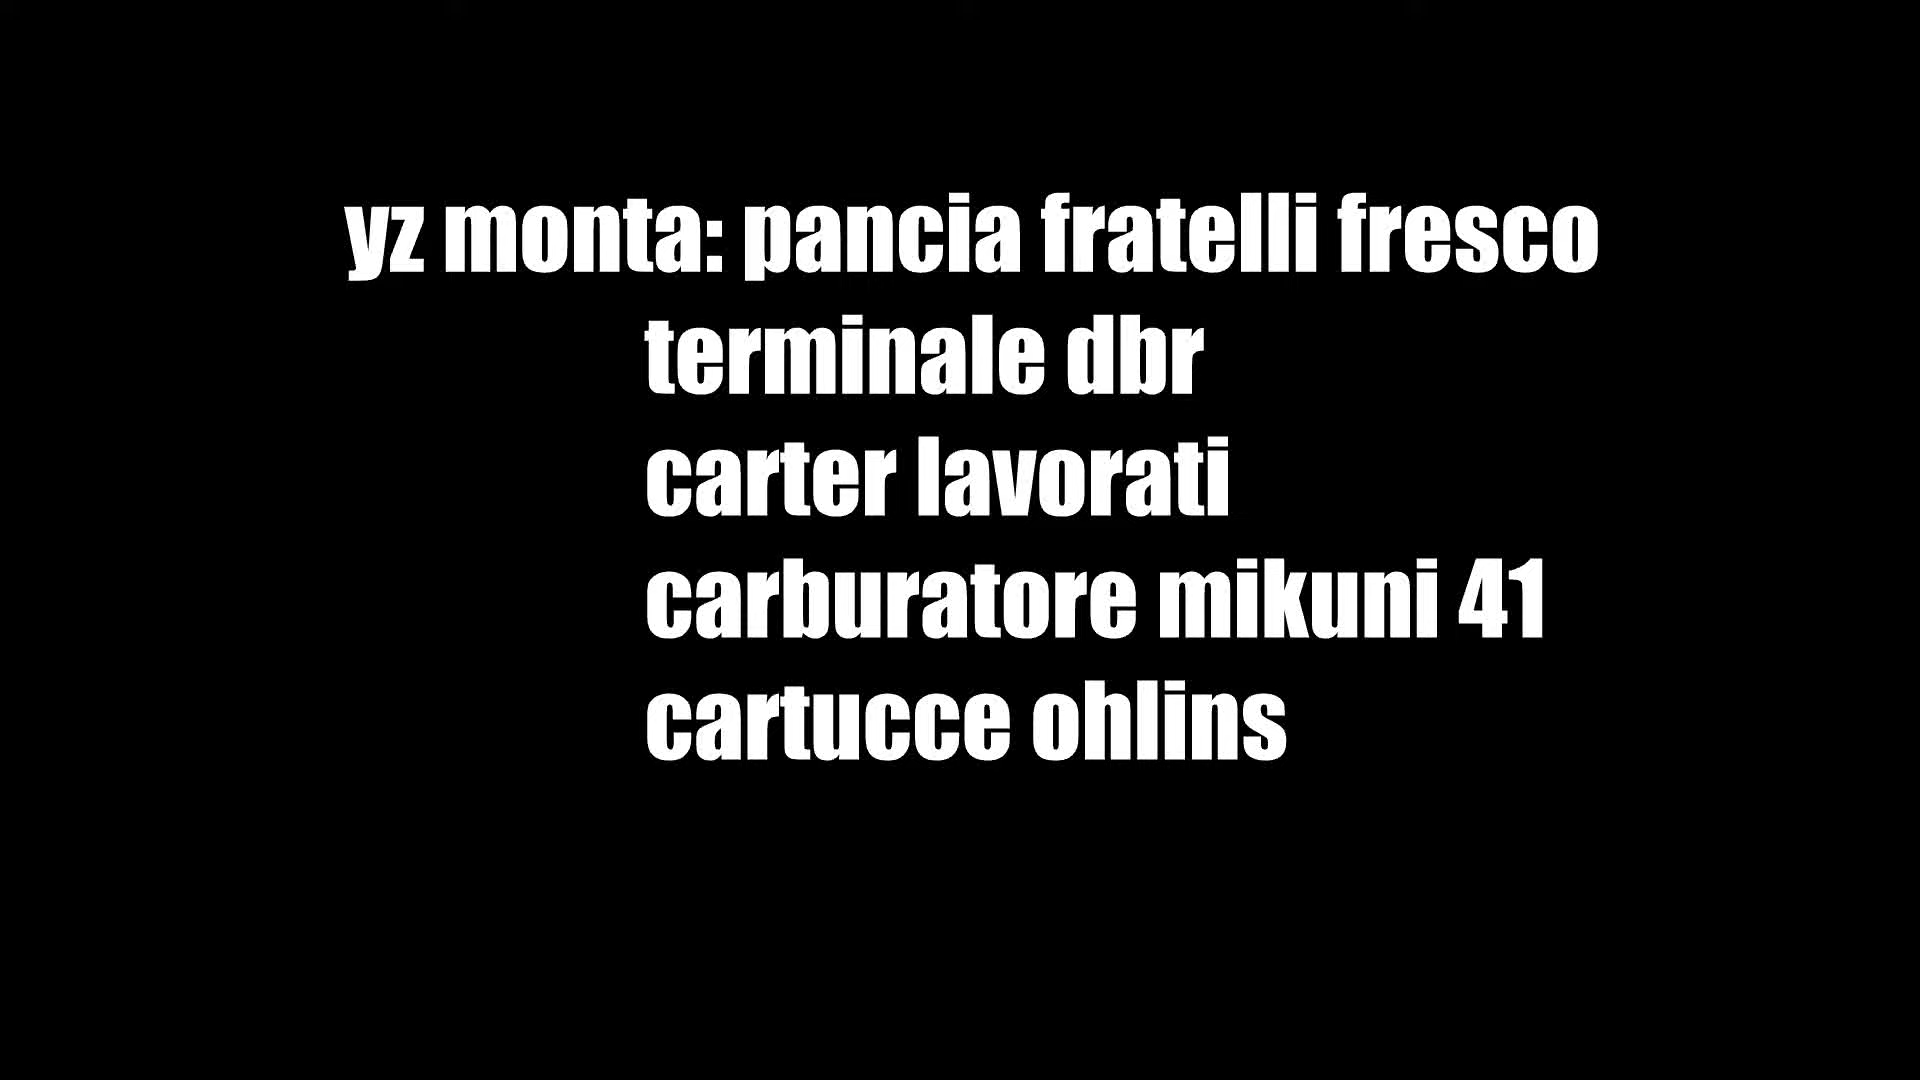 yz monta: pancia fratelli fresco
terminale dbr
carter lavorati
carburatore mikuni 41
cartucce ohlins